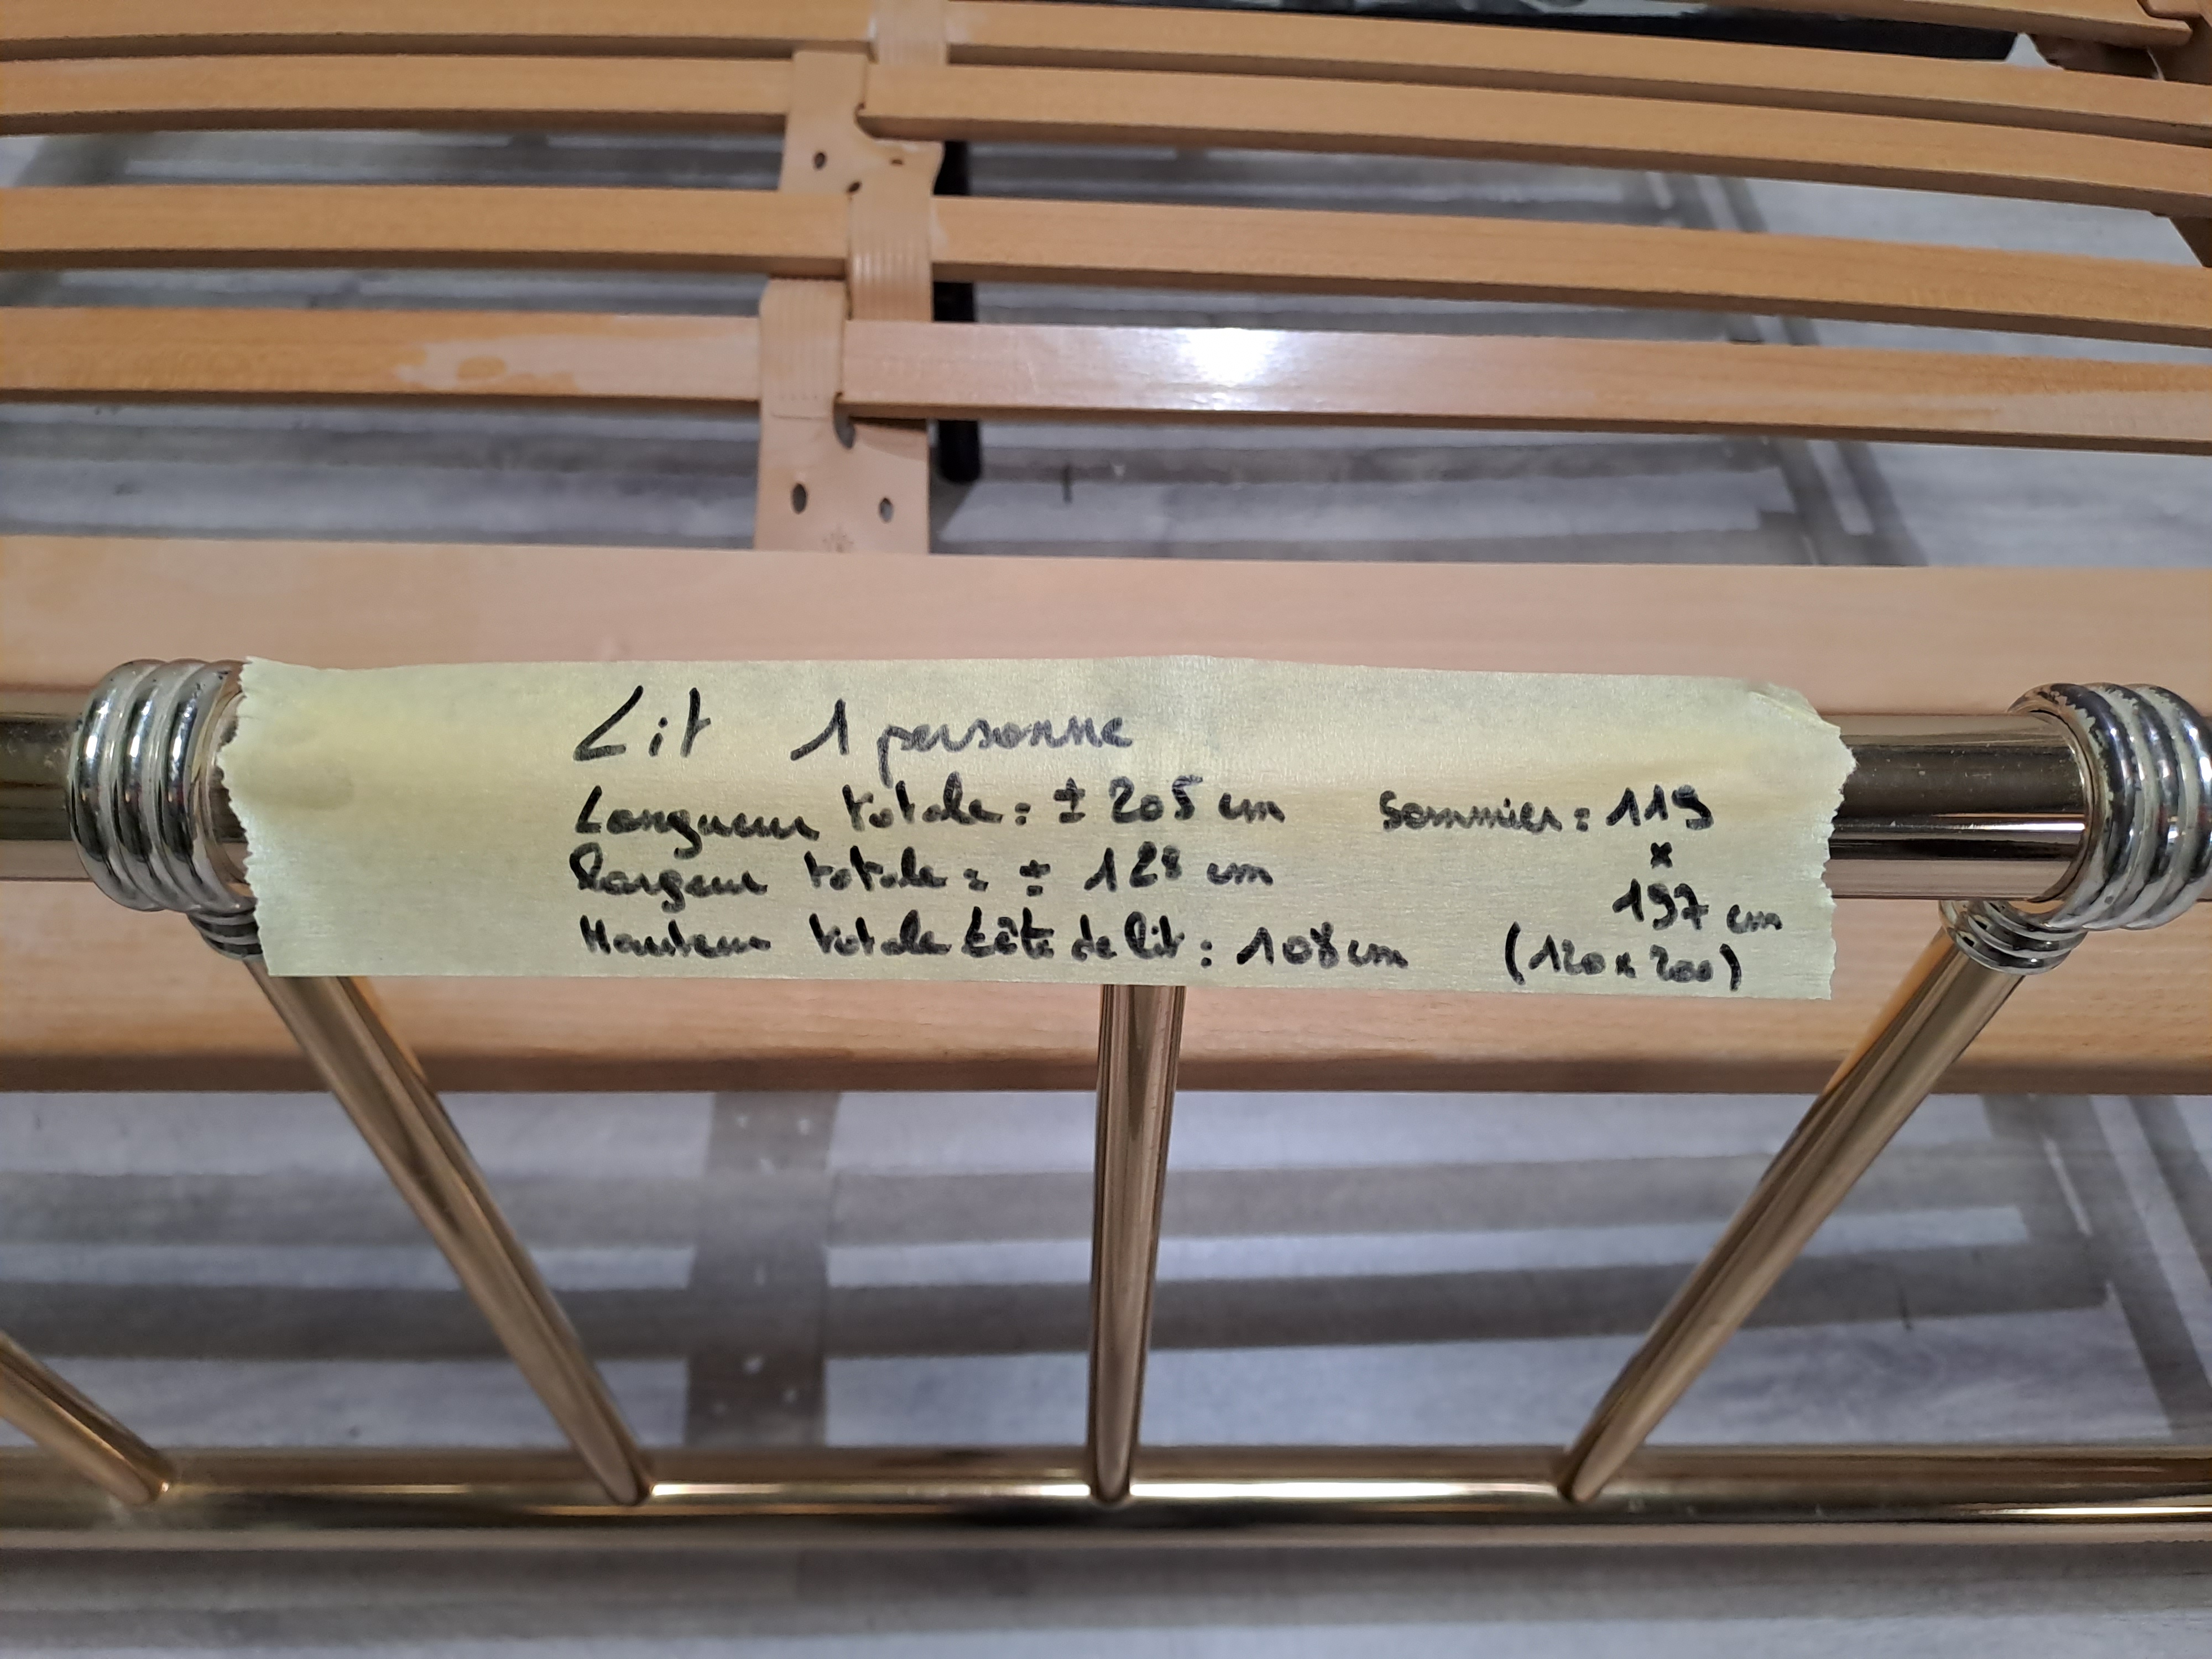 Lit 1 personne
Longueur totale : ± 205 cm
Largeur totale : ± 128 cm
Hauteur totale tête de lit : 108 cm
Sommier : 119
x
197 cm
(120 x 200)